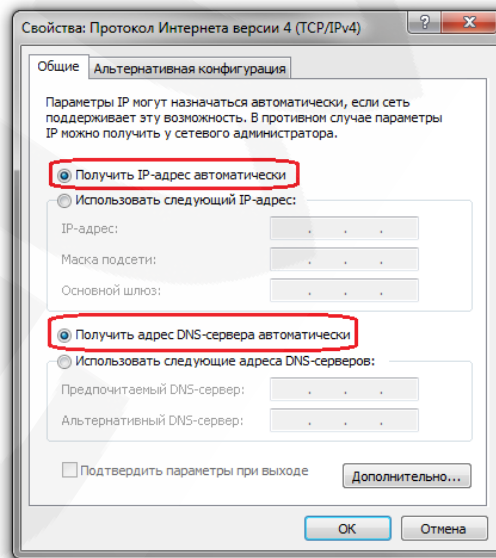 Свойства: Протокол Интернета версии 4 (TCP/IPv4)
Общие
Альтернативная конфигурация
Параметры IP могут назначаться автоматически, если сеть
поддерживает эту возможность. В противном случае параметры
IP можно получить у сетевого администратора.
Получить IP-адрес автоматически
Использовать следующий IP-адрес:
IP-адрес:
Маска подсети:
Основной шлюз:
Получить адрес DNS-сервера автоматически
Использовать следующие адреса DNS-серверов:
Предпочитаемый DNS-сервер:
Альтернативный DNS-сервер:
Подтвердить параметры при выходе
Дополнительно...
ОК
Отмена